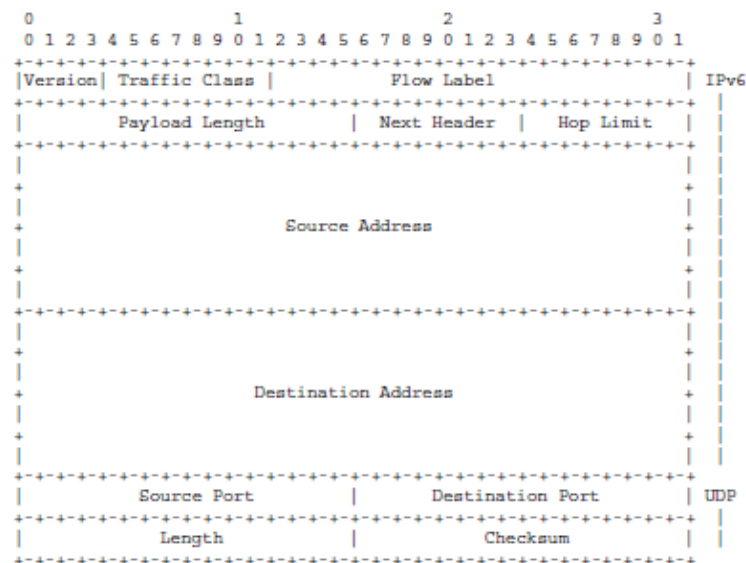 0 1 2 3
0 1 2 3 4 5 6 7 8 9 0 1 2 3 4 5 6 7 8 9 0 1 2 3 4 5 6 7 8 9 0 1
+-+-+-+-+-+-+-+-+-+-+-+-+-+-+-+-+-+-+-+-+-+-+-+-+-+-+-+-+-+-+-+-+
|Version| Traffic Class | Flow Label | IPv6
+-+-+-+-+-+-+-+-+-+-+-+-+-+-+-+-+-+-+-+-+-+-+-+-+-+-+-+-+-+-+-+-+ |
| Payload Length | Next Header | Hop Limit | |
+-+-+-+-+-+-+-+-+-+-+-+-+-+-+-+-+-+-+-+-+-+-+-+-+-+-+-+-+-+-+-+-+ |
| | |
+ + |
| | |
+ Source Address + |
| | |
+ + |
| | |
+-+-+-+-+-+-+-+-+-+-+-+-+-+-+-+-+-+-+-+-+-+-+-+-+-+-+-+-+-+-+-+-+ |
| | |
+ + |
| | |
+ Destination Address + |
| | |
+ + |
| | |
+-+-+-+-+-+-+-+-+-+-+-+-+-+-+-+-+-+-+-+-+-+-+-+-+-+-+-+-+-+-+-+-+
| Source Port | Destination Port | UDP
+-+-+-+-+-+-+-+-+-+-+-+-+-+-+-+-+-+-+-+-+-+-+-+-+-+-+-+-+-+-+-+-+ |
| Length | Checksum | |
+-+-+-+-+-+-+-+-+-+-+-+-+-+-+-+-+-+-+-+-+-+-+-+-+-+-+-+-+-+-+-+-+